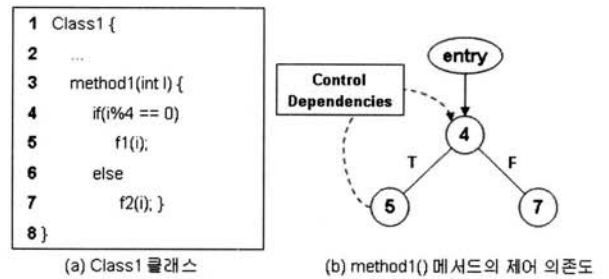 1 Class1 {
2 ...
3 method1(int I) {
4 if(i%4 == 0)
5 f1(i);
6 else
7 f2(i); }
8 }
(a) Class1 클래스
entry
Control
Dependencies
4
T
F
5
7
(b) method1() 메서드의 제어 의존도